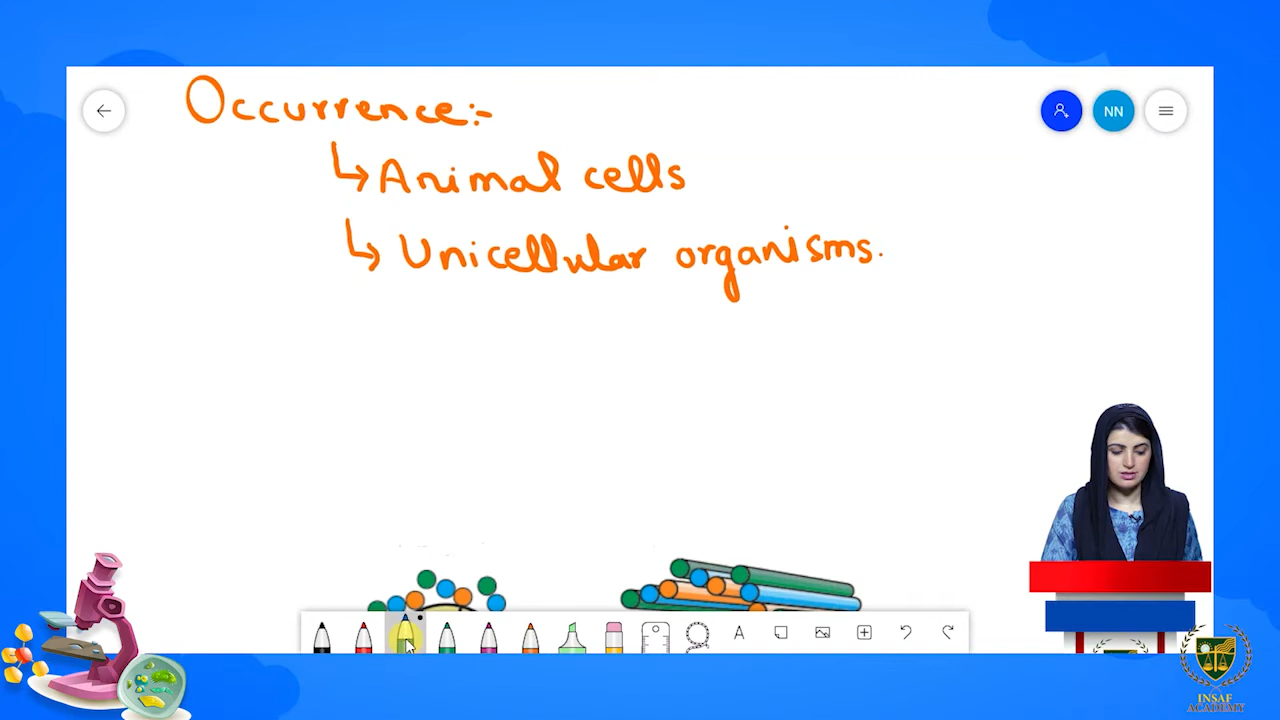 Occurrence:-
↳ Animal cells
↳ Unicellular organisms.
NN
A
INSAF
ACADEMY